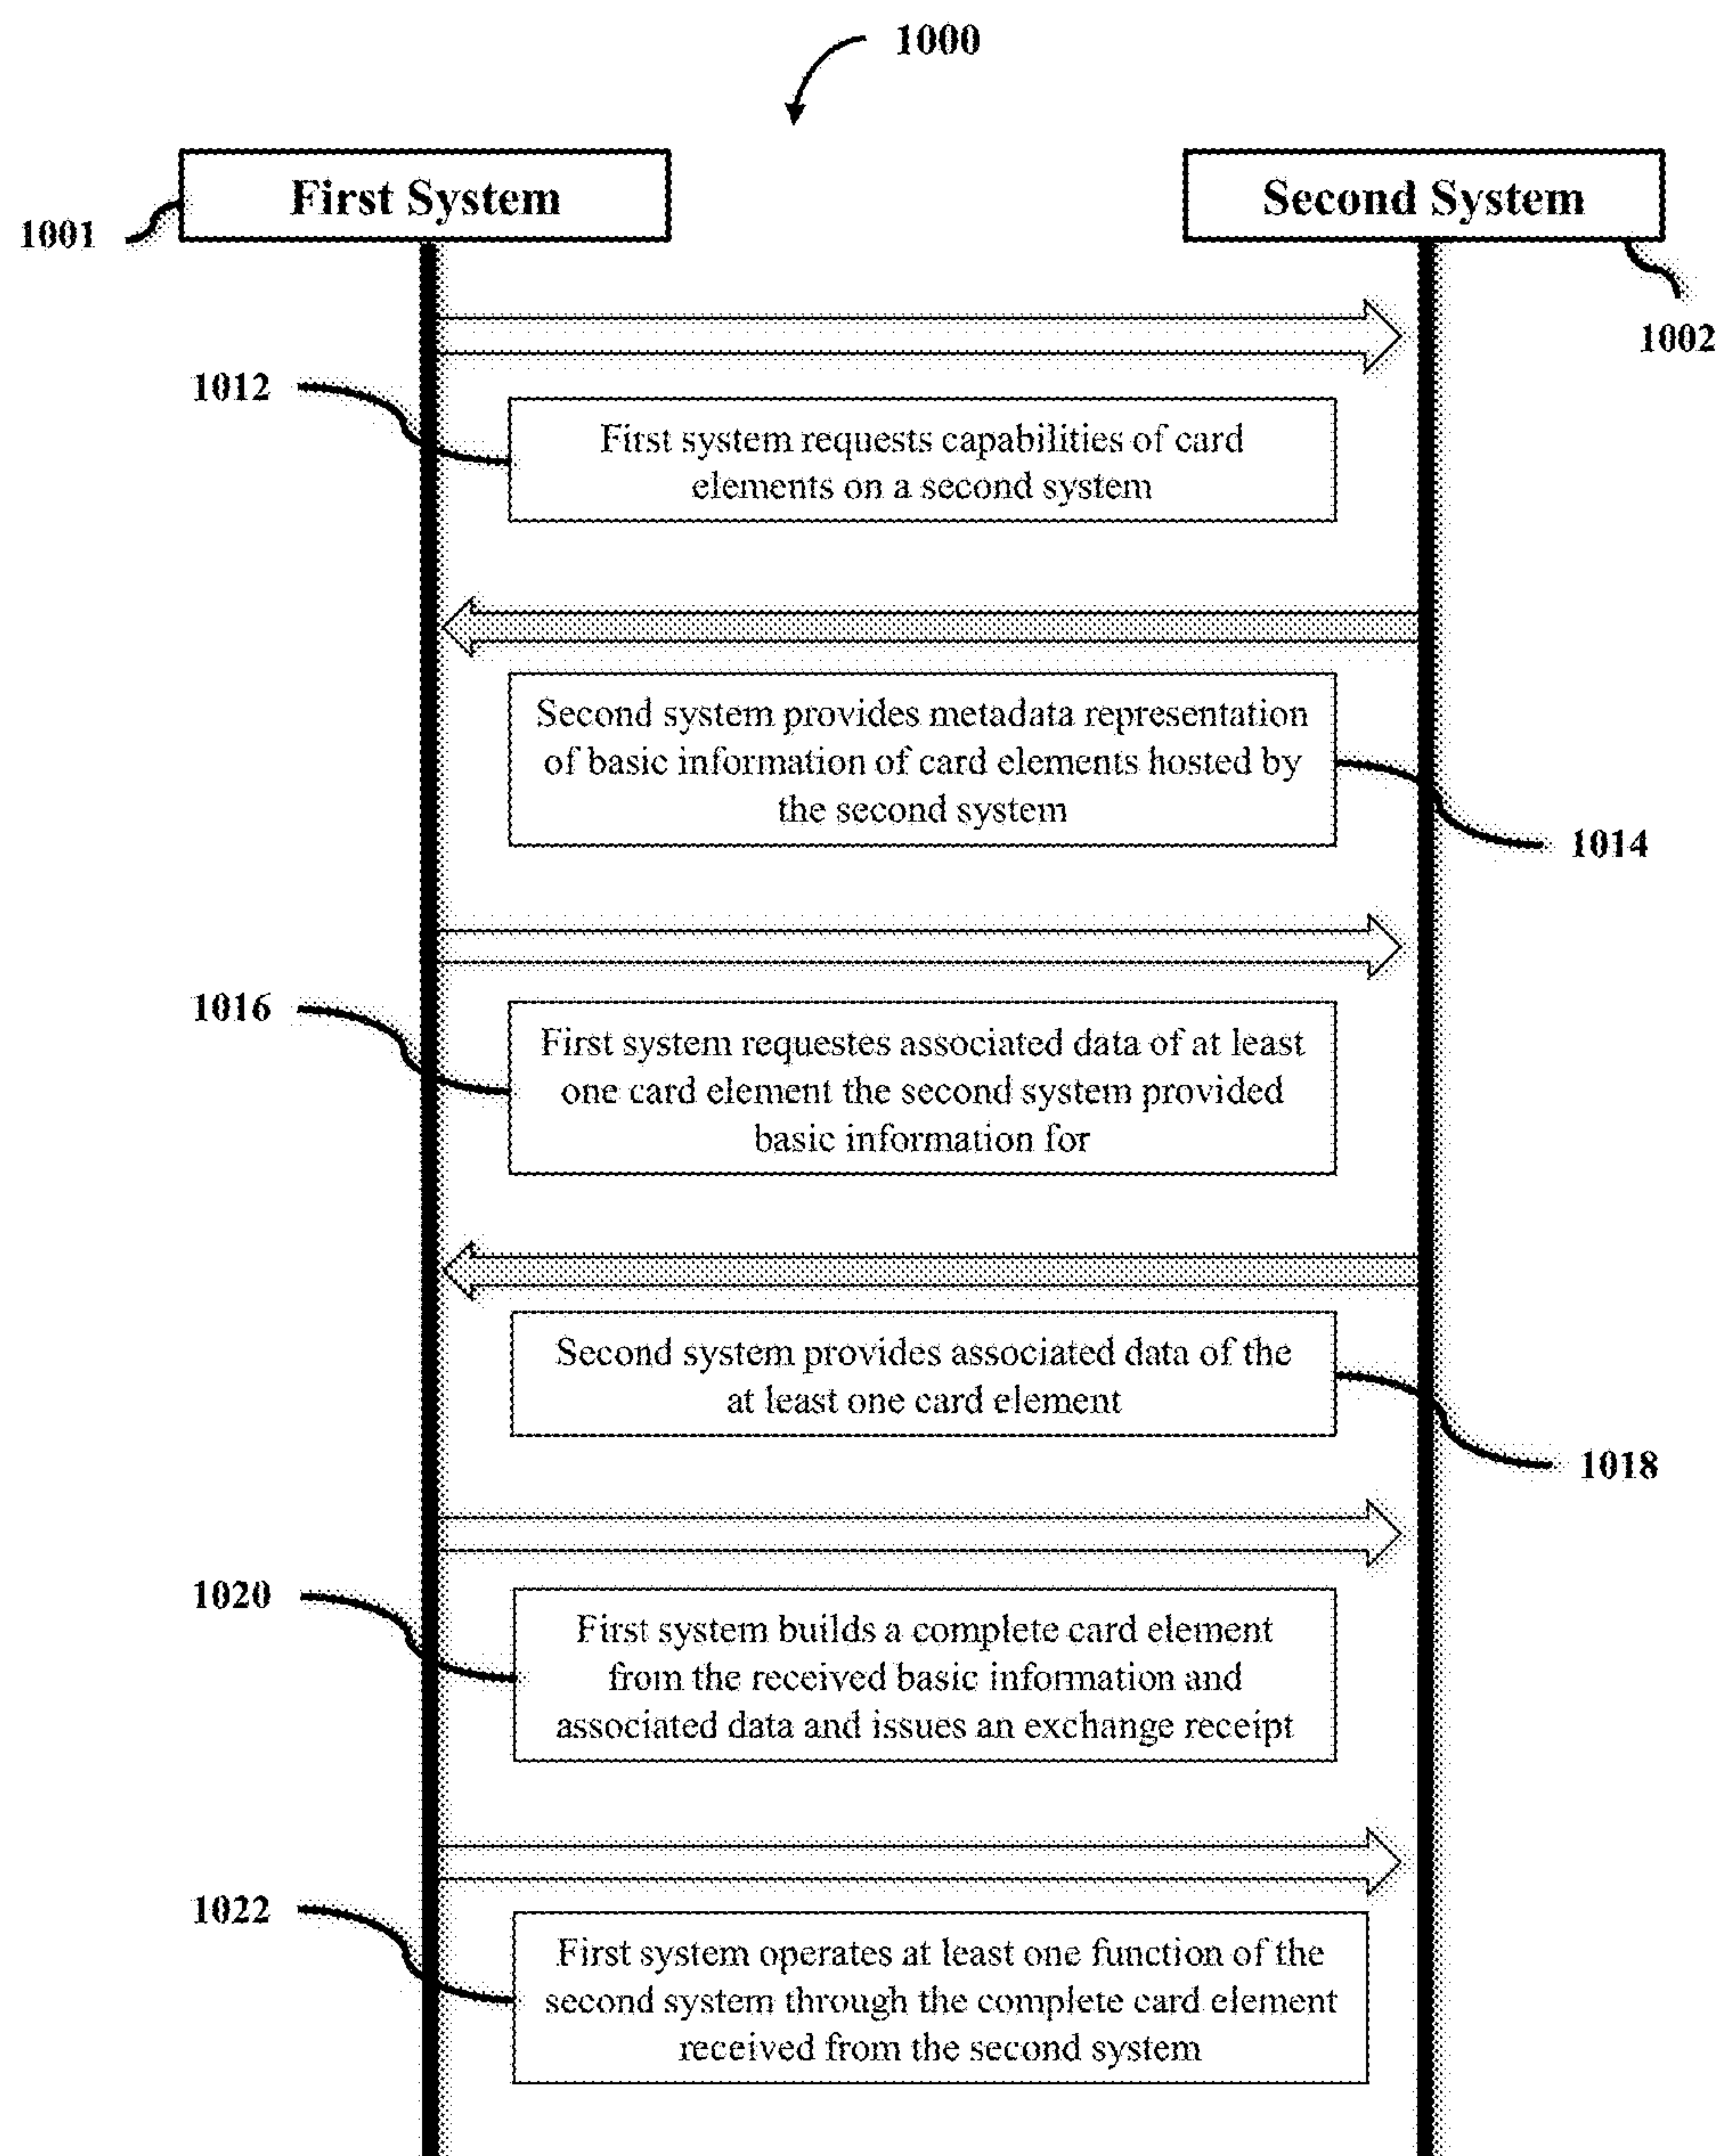 1000
First System
Second System
1001
1002
1012
First system requests capabilities of card
elements on a second system
Second system provides metadata representation
of basic information of card elements hosted by
the second system
1014
1016
First system requestes associated data of at least
one card element the second system provided
basic information for
Second system provides associated data of the
at least one card element
1018
1020
First system builds a complete card element
from the received basic information and
associated data and issues an exchange receipt
1022
First system operates at least one function of the
second system through the complete card element
received from the second system